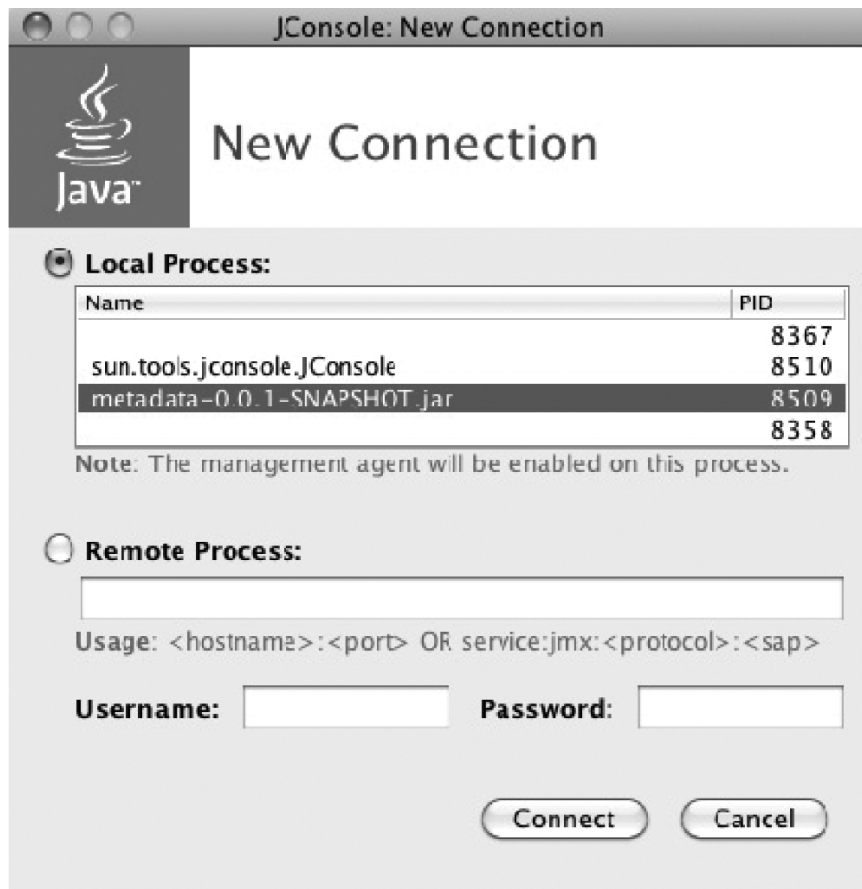 JConsole: New Connection
Java™
New Connection
Local Process:
Name PID
8367
sun.tools.jconsole.JConsole 8510
metadata-0.0.1-SNAPSHOT.jar 8509
8358
Note: The management agent will be enabled on this process.
Remote Process:
Usage: <hostname>:<port> OR service:jmx:<protocol>:<sap>
Username: Password:
Connect Cancel